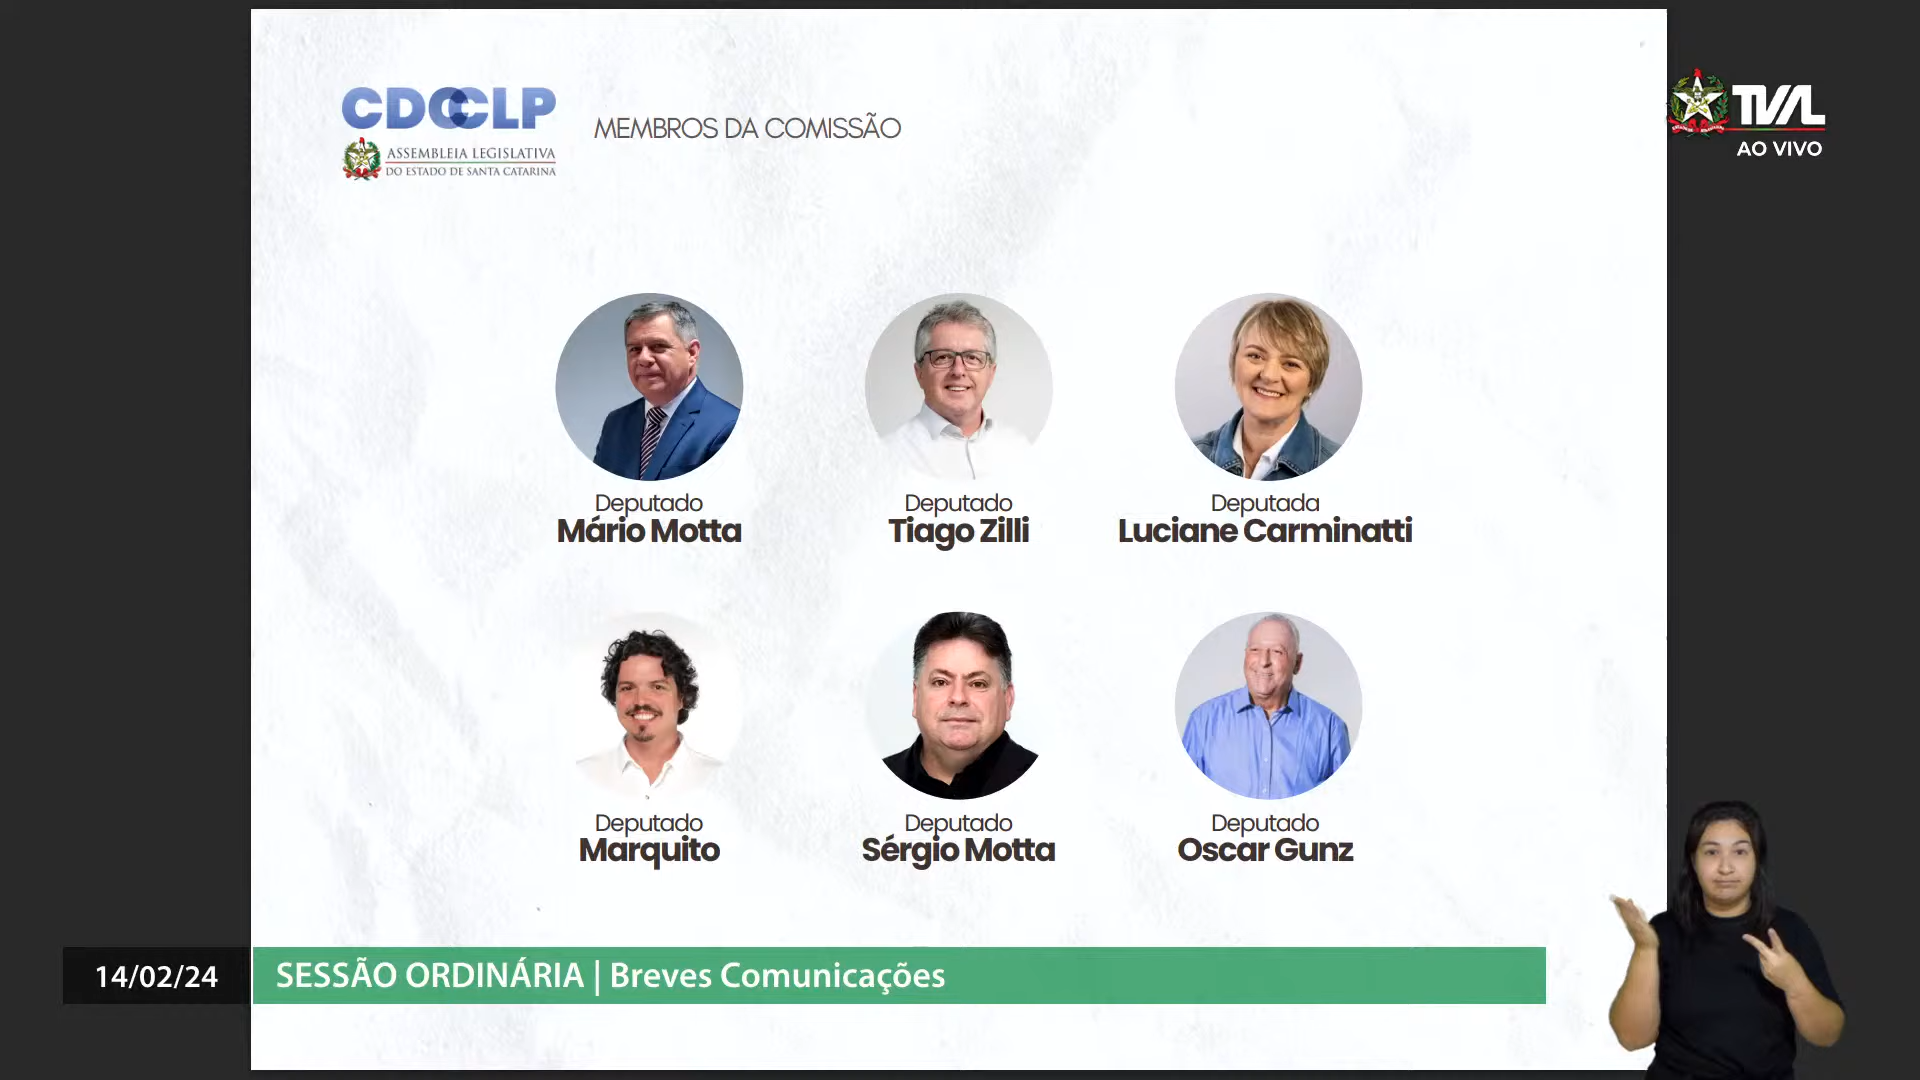 CDCCLP
ASSEMBLEIA LEGISLATIVA
DO ESTADO DE SANTA CATARINA
MEMBROS DA COMISSÃO
TVAL
AO VIVO
Deputado
Mário Motta
Deputado
Tiago Zilli
Deputada
Luciane Carminatti
Deputado
Marquito
Deputado
Sérgio Motta
Deputado
Oscar Gunz
14/02/24
SESSÃO ORDINÁRIA | Breves Comunicações